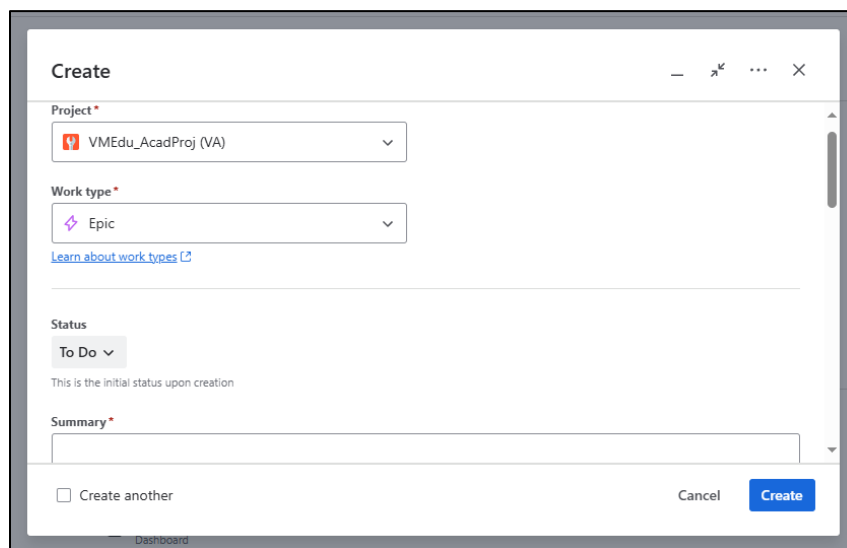 Create
Project *
VMEdu_AcadProj (VA)
Work type *
Epic
Learn about work types
Status
To Do
This is the initial status upon creation
Summary *
Create another
Cancel
Create
Dashboard